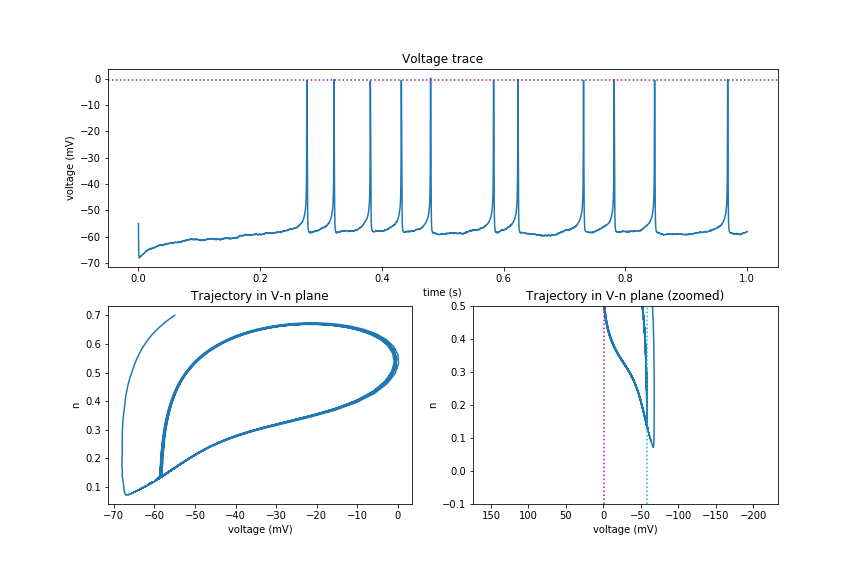 Voltage trace
voltage (mV)
0
−10
−20
−30
−40
−50
−60
−70
0.0 0.2 0.4 0.6 0.8 1.0
time (s)
Trajectory in V-n plane
n
0.7
0.6
0.5
0.4
0.3
0.2
0.1
−70 −60 −50 −40 −30 −20 −10 0
voltage (mV)
Trajectory in V-n plane (zoomed)
n
0.5
0.4
0.3
0.2
0.1
0.0
−0.1
150 100 50 0 −50 −100 −150 −200
voltage (mV)